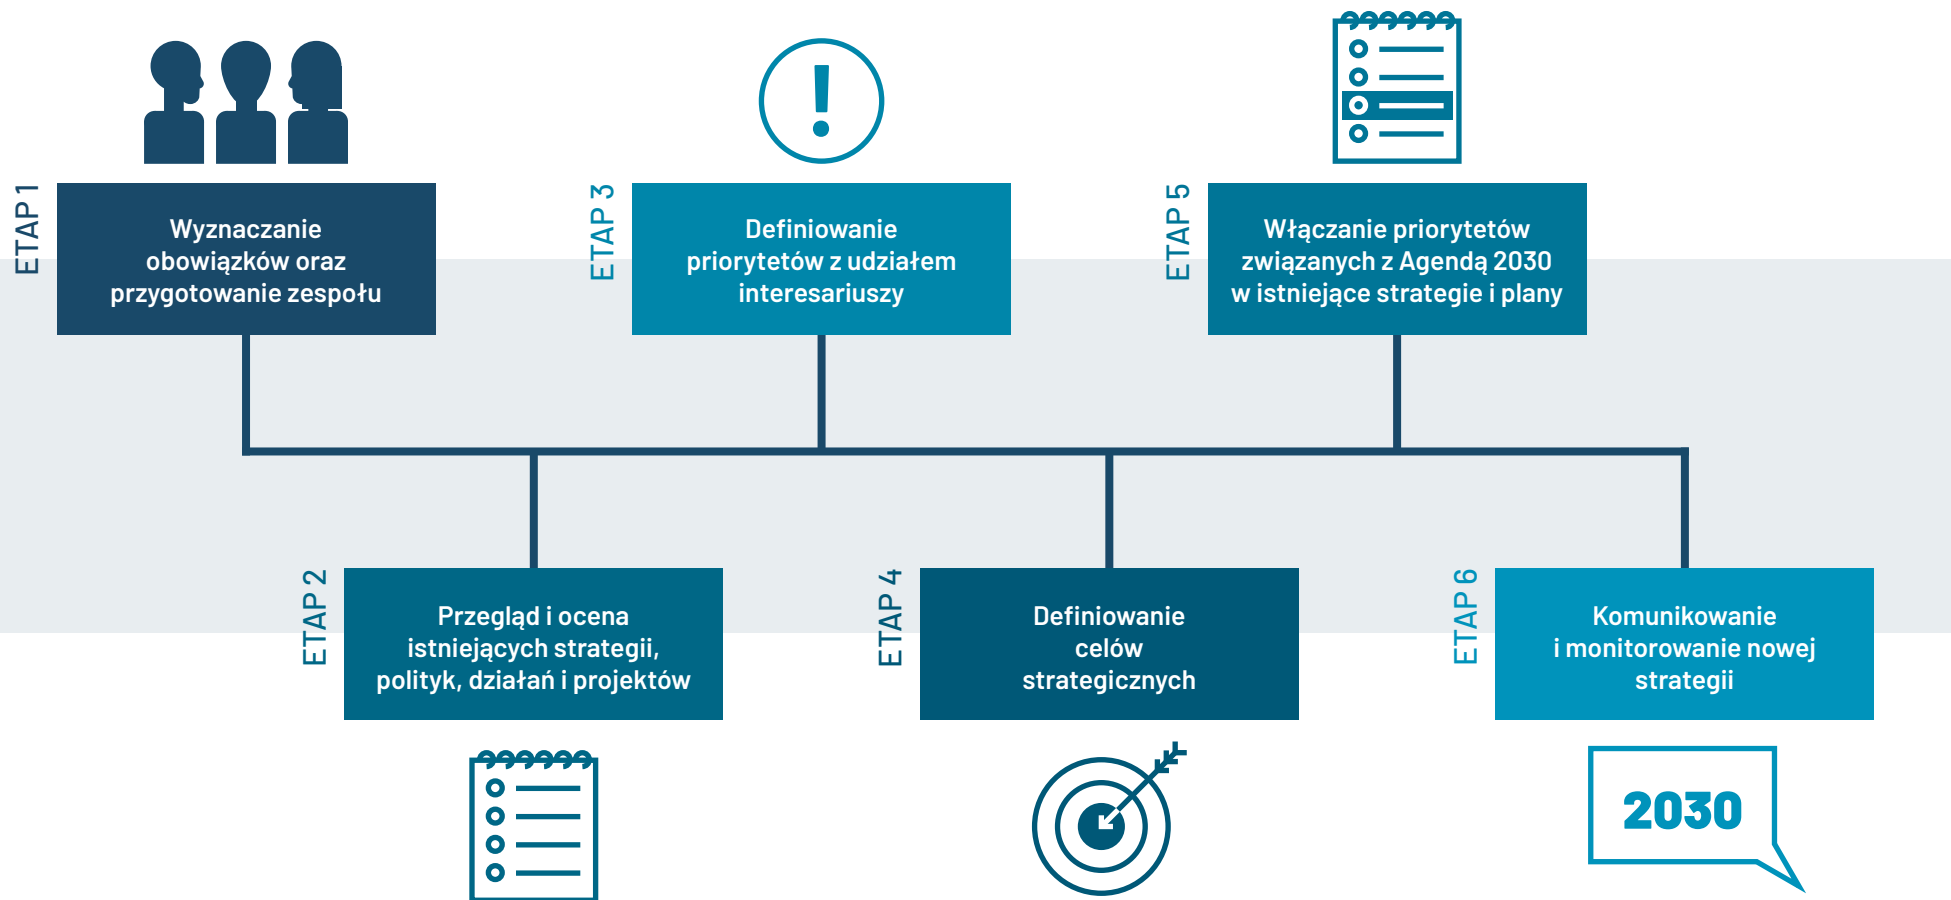 ETAP 1
Wyznaczanie
obowiązków oraz
przygotowanie zespołu
ETAP 2
Przegląd i ocena
istniejących strategii,
polityk, działań i projektów
ETAP 3
Definiowanie
priorytetów z udziałem
interesariuszy
ETAP 4
Definiowanie
celów
strategicznych
ETAP 5
Włączanie priorytetów
związanych z Agendą 2030
w istniejące strategie i plany
ETAP 6
Komunikowanie
i monitorowanie nowej
strategii
2030